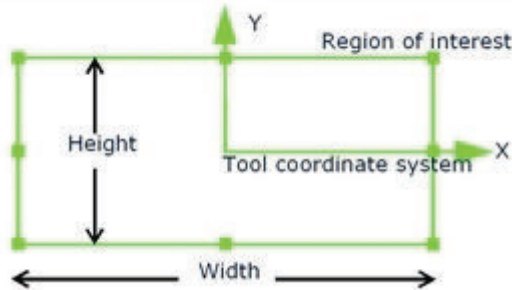 Y
Region of interest
Height
X
Tool coordinate system
Width